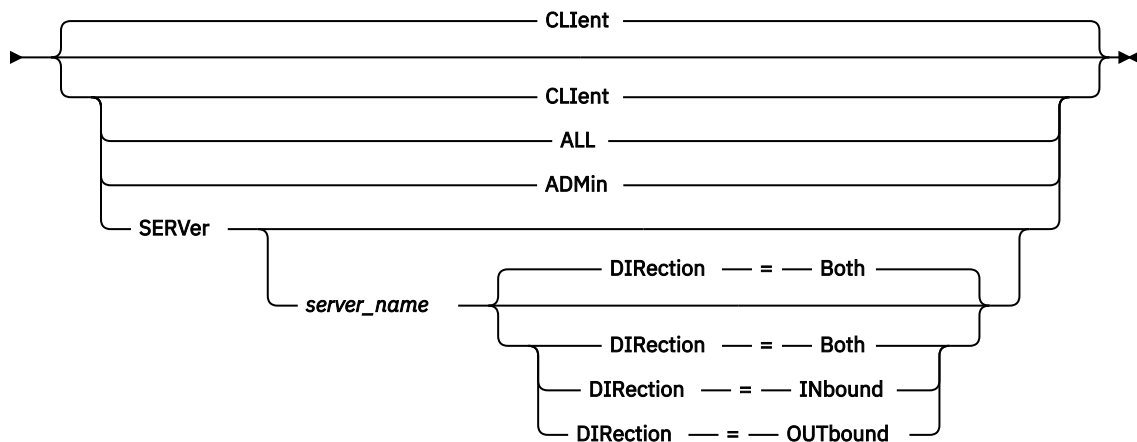 CLIent
CLIent
ALL
ADMin
SERVer
DIRection = Both
server_name
DIRection = Both
DIRection = INbound
DIRection = OUTbound